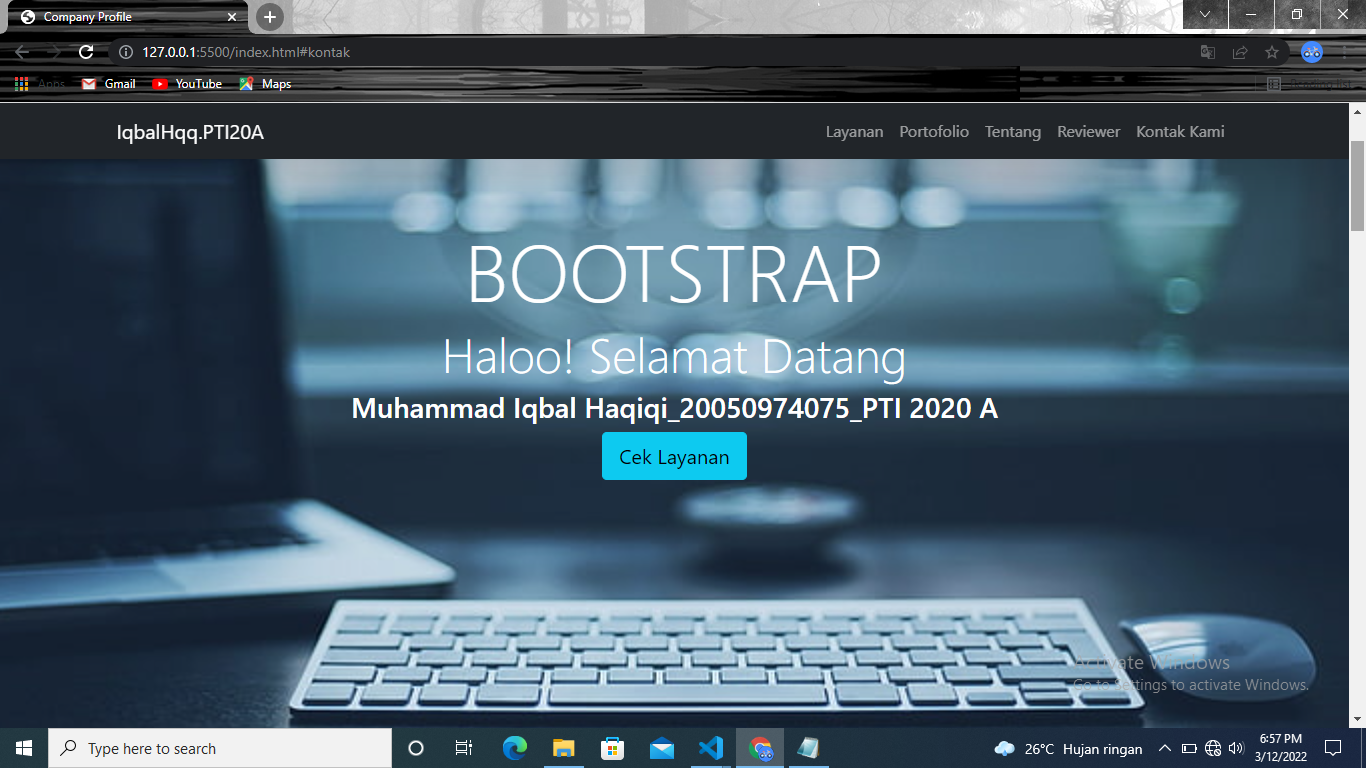 Company Profile
127.0.0.1:5500/index.html#kontak
Apps Gmail YouTube Maps
IqbalHqq.PTI20A Layanan Portofolio Tentang Reviewer Kontak Kami
BOOTSTRAP
Haloo! Selamat Datang
Muhammad Iqbal Haqiqi_20050974075_PTI 2020 A
Cek Layanan
Activate Windows
Go to Settings to activate Windows.
Type here to search
26°C Hujan ringan
6:57 PM
3/12/2022